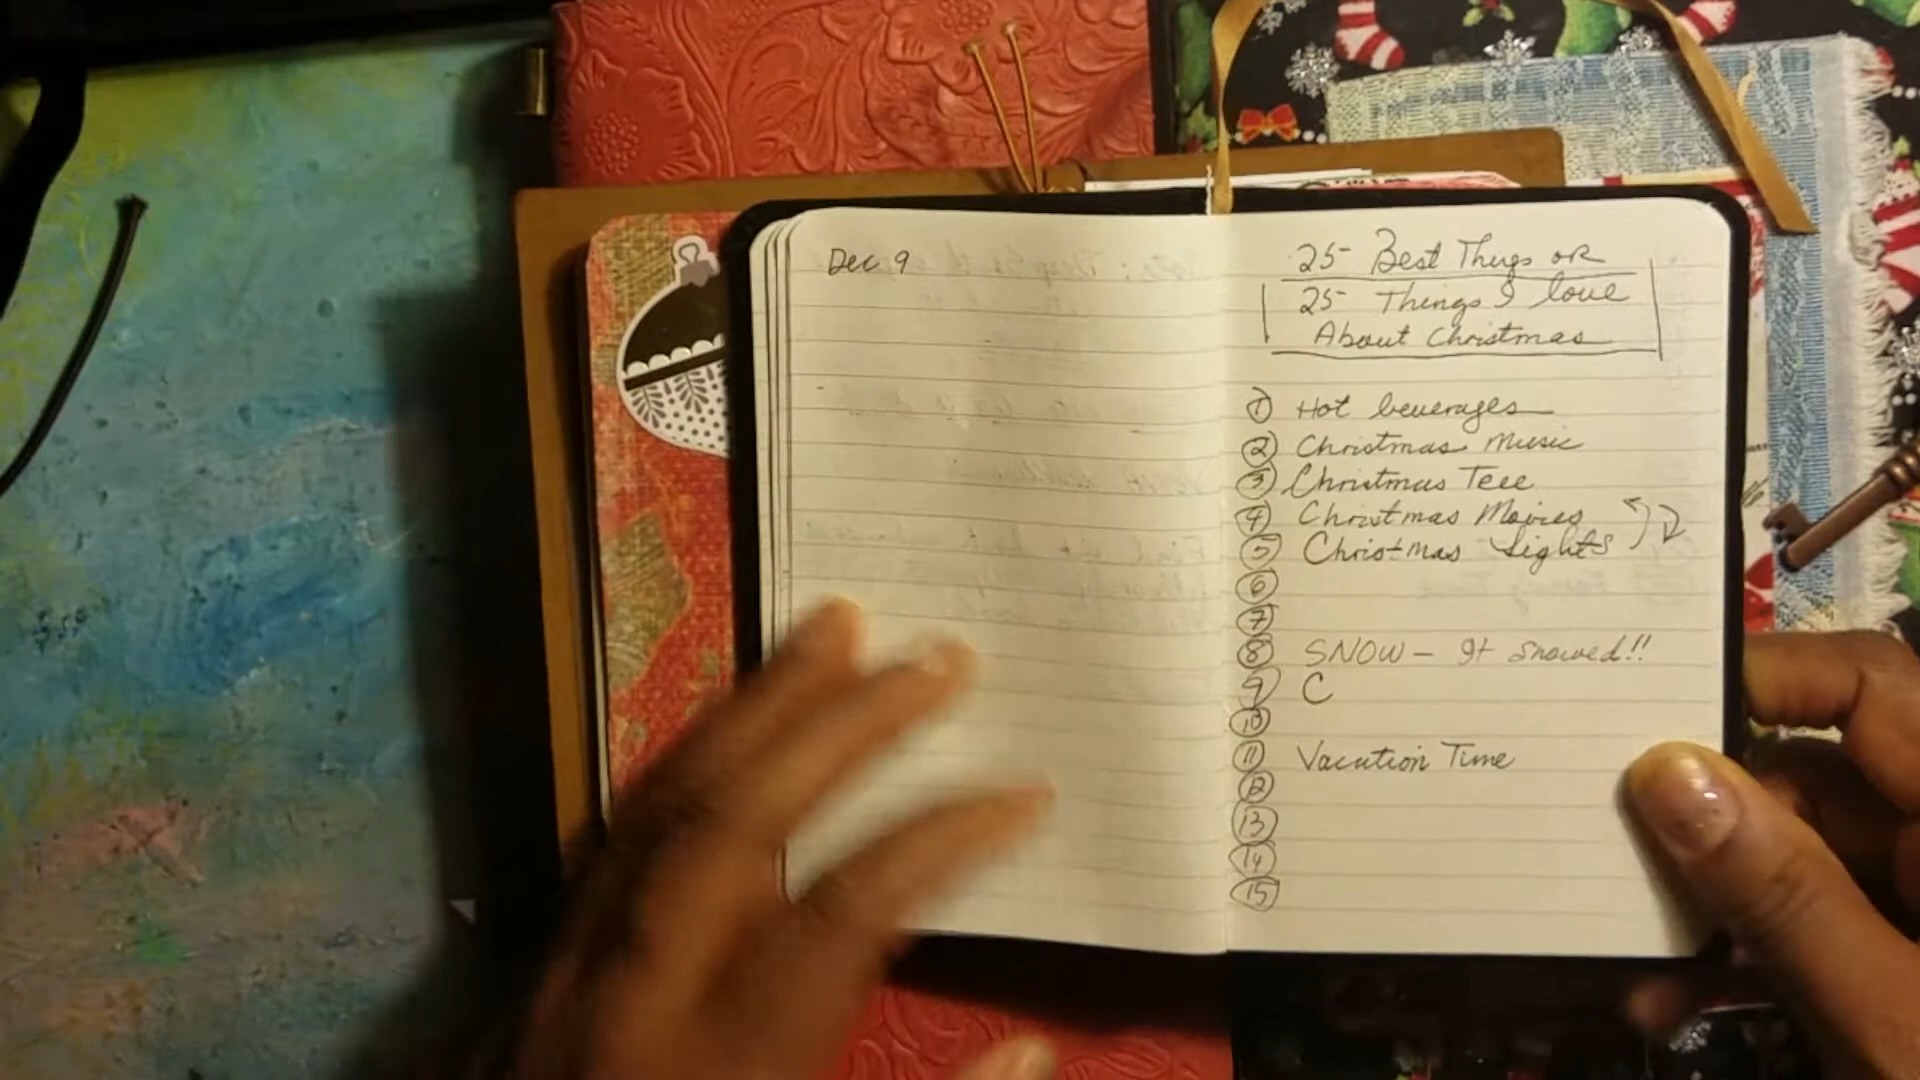 Dec 9
25 Best Things or
25 Things I love
About Christmas
1 Hot beverages
2 Christmas Music
3 Christmas Tree
4 Christmas Movies
5 Christmas Lights
6
7
8 SNOW - It Snowed!!
9 C
10
11 Vacation Time
12
13
14
15